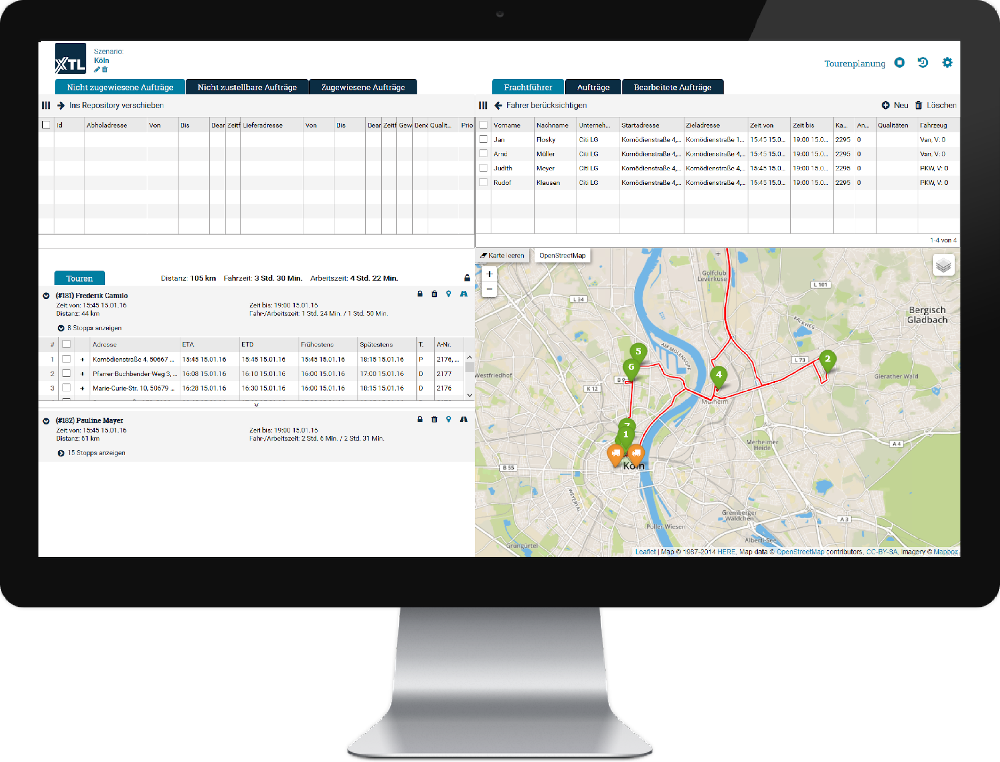 XTL
Szenario:
Köln
Tourenplanung
Nicht zugewiesene Aufträge Nicht zustellbare Aufträge Zugewiesene Aufträge
Ins Repository verschieben
Id Abholadresse Von Bis Bear Zeitf Lieferadresse Von Bis Bear Zeitf Gew Benö Qualit... Prio
Frachtführer Aufträge Bearbeitete Aufträge
Fahrer berücksichtigen Neu Löschen
Vorname Nachname Unterneh... Startadresse Zieladresse Zeit von Zeit bis Ka... An... Qualitäten Fahrzeug
Jan Flosky Citi LG Komödienstraße 4,... Komödienstraße 1... 15:45 15.0... 19:00 15.0... 2295 0 Van, V: 0
Arnd Müller Citi LG Komödienstraße 4,... Komödienstraße 4,... 15:45 15.0... 19:00 15.0... 2295 0 Van, V: 0
Judith Meyer Citi LG Komödienstraße 4,... Komödienstraße 4,... 15:45 15.0... 19:00 15.0... 2295 0 PKW, V: 0
Rudof Klausen Citi LG Komödienstraße 4,... Komödienstraße 4,... 15:45 15.0... 19:00 15.0... 2295 0 PKW, V: 0
1-4 von 4
Touren Distanz: 105 km Fahrzeit: 3 Std. 30 Min. Arbeitszeit: 4 Std. 22 Min.
(#181) Frederik Camilo
Zeit von: 15:45 15.01.16 Zeit bis: 19:00 15.01.16
Distanz: 44 km Fahr-/Arbeitszeit: 1 Std. 24 Min. / 1 Std. 50 Min.
8 Stopps anzeigen
# Adresse ETA ETD Frühestens Spätestens T. A-Nr.
1 + Komödienstraße 4, 50667 ... 15:45 15.01.16 15:45 15.01.16 15:45 15.01.16 18:15 15.01.16 P 2176, ...
2 + Pfarrer-Buchbender-Weg 3, ... 16:08 15.01.16 16:10 15.01.16 16:00 15.01.16 17:00 15.01.16 D 2177
3 + Marie-Curie-Str. 10, 50679 ... 16:28 15.01.16 16:30 15.01.16 16:00 15.01.16 18:15 15.01.16 D 2176
(#182) Pauline Mayer
Zeit von: 15:45 15.01.16 Zeit bis: 19:00 15.01.16
Distanz: 61 km Fahr-/Arbeitszeit: 2 Std. 6 Min. / 2 Std. 31 Min.
15 Stopps anzeigen
Karte leeren OpenStreetMap
+
−
Golfclub
Leverkuse
L 101
L 34
Bergisch
Gladbach
KALKWEG
AM MOLENKOPF
5
2
L 73
6
4
Westfriedhof
B 9
Gierather Wald
K 12
Mülheim
7
1
Merheimer
Heide
A 4
Köln
B 55
WEYERTAL
Gremberger
Wäldchen
A 3
Poller Wiesen
Alberti-See
Grüngürtel
Leaflet | Map © 1987-2014 HERE, Map data © OpenStreetMap contributors, CC-BY-SA, Imagery © Mapbox